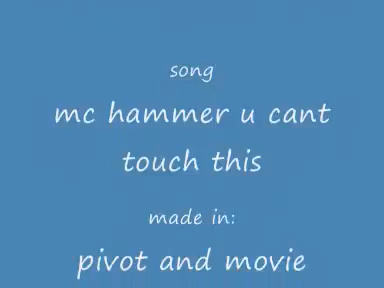 song
mc hammer u cant
touch this
made in:
pivot and movie